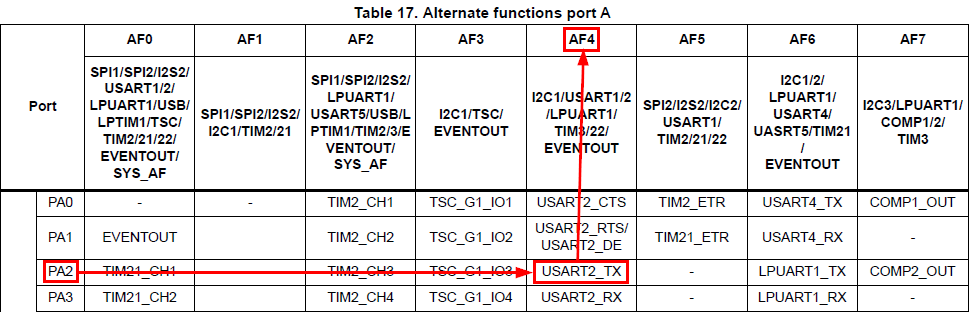 Table 17. Alternate functions port A
Port
AF0
AF1
AF2
AF3
AF4
AF5
AF6
AF7
SPI1/SPI2/I2S2/
USART1/2/
LPUART1/USB/
LPTIM1/TSC/
TIM2/21/22/
EVENTOUT/
SYS_AF
SPI1/SPI2/I2S2/
I2C1/TIM2/21
SPI1/SPI2/I2S2/
LPUART1/
USART5/USB/L
PTIM1/TIM2/3/E
VENTOUT/
SYS_AF
I2C1/TSC/
EVENTOUT
I2C1/USART1/2
/LPUART1/
TIM3/22/
EVENTOUT
SPI2/I2S2/I2C2/
USART1/
TIM2/21/22
I2C1/2/
LPUART1/
USART4/
UASRT5/TIM21
/
EVENTOUT
I2C3/LPUART1/
COMP1/2/
TIM3
PA0 - - TIM2_CH1 TSC_G1_IO1 USART2_CTS TIM2_ETR USART4_TX COMP1_OUT
PA1 EVENTOUT TIM2_CH2 TSC_G1_IO2 USART2_RTS/
USART2_DE TIM21_ETR USART4_RX -
PA2 TIM21_CH1 TIM2_CH3 TSC_G1_IO3 USART2_TX - LPUART1_TX COMP2_OUT
PA3 TIM21_CH2 TIM2_CH4 TSC_G1_IO4 USART2_RX - LPUART1_RX -